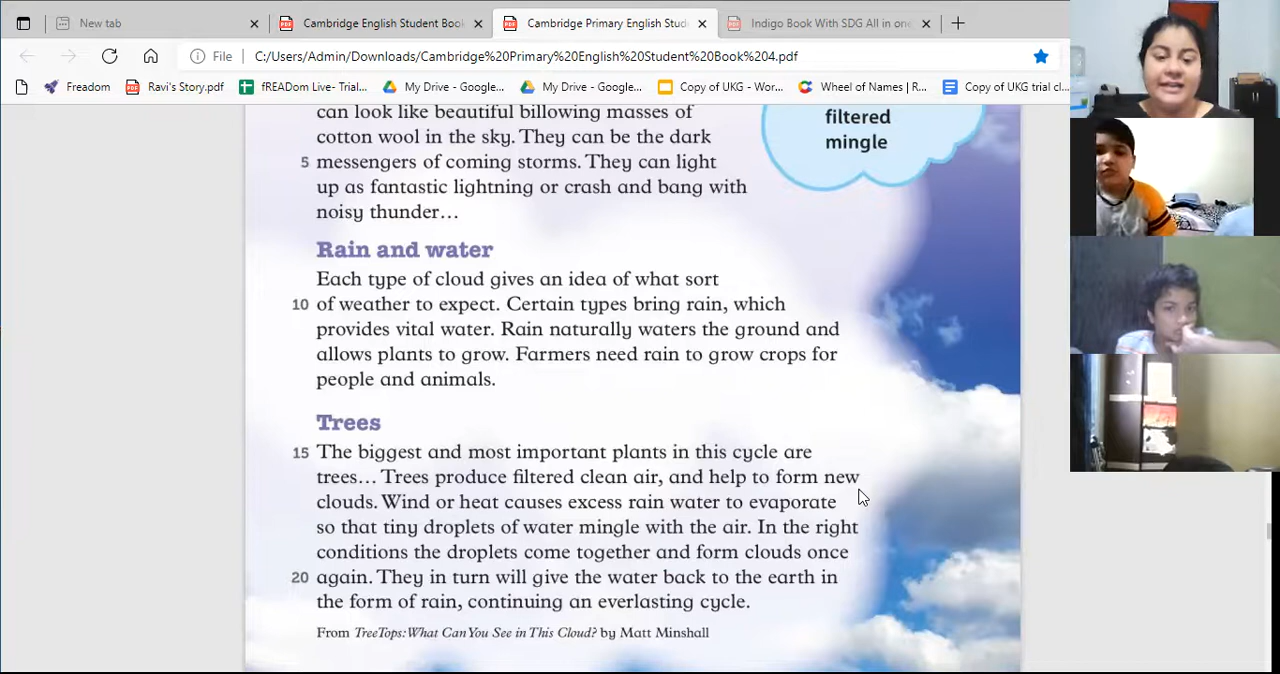 New tab
Cambridge English Student Book
Cambridge Primary English Stud
Indigo Book With SDG All in one
File
C:/Users/Admin/Downloads/Cambridge%20Primary%20English%20Student%20Book%204.pdf
Freadom
Ravi's Story.pdf
fREADom Live- Trial...
My Drive - Google...
My Drive - Google...
Copy of UKG - Wor...
Wheel of Names | R...
Copy of UKG trial cl...
filtered
mingle
can look like beautiful billowing masses of
cotton wool in the sky. They can be the dark
5 messengers of coming storms. They can light
up as fantastic lightning or crash and bang with
noisy thunder...
Rain and water
Each type of cloud gives an idea of what sort
10 of weather to expect. Certain types bring rain, which
provides vital water. Rain naturally waters the ground and
allows plants to grow. Farmers need rain to grow crops for
people and animals.
Trees
15 The biggest and most important plants in this cycle are
trees... Trees produce filtered clean air, and help to form new
clouds. Wind or heat causes excess rain water to evaporate
so that tiny droplets of water mingle with the air. In the right
conditions the droplets come together and form clouds once
20 again. They in turn will give the water back to the earth in
the form of rain, continuing an everlasting cycle.
From TreeTops: What Can You See in This Cloud? by Matt Minshall